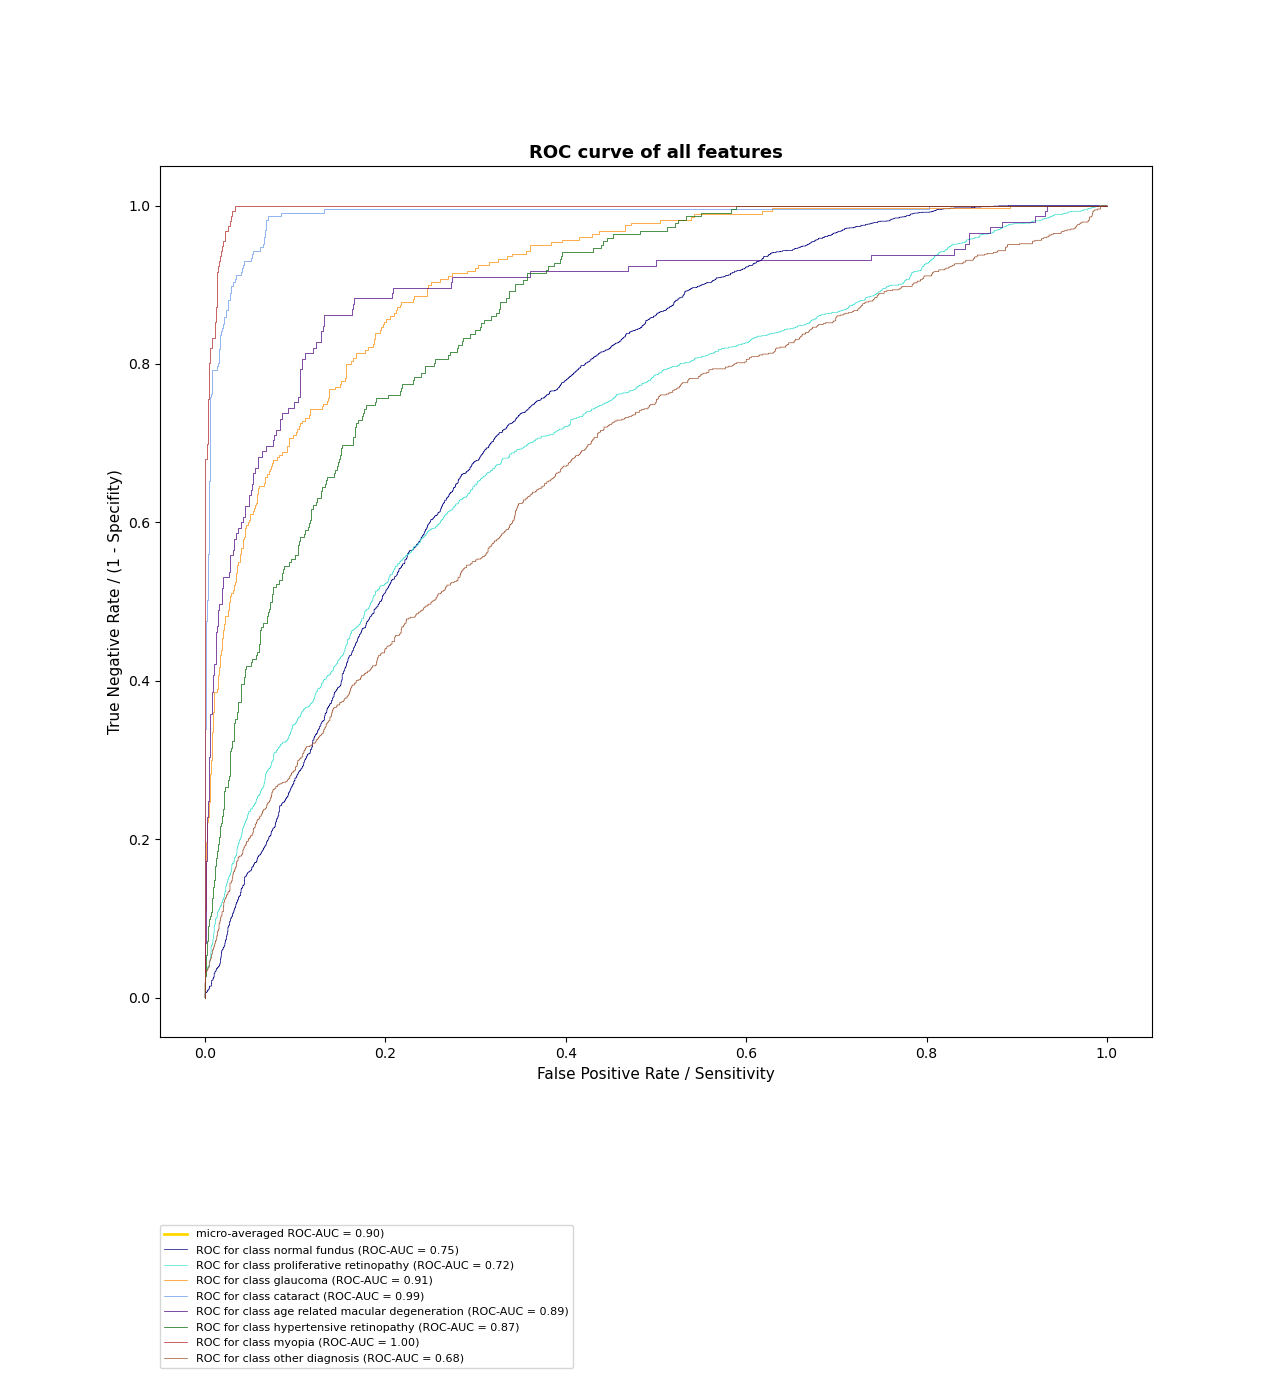 ROC curve of all features
True Negative Rate / (1 - Specifity)
1.0
0.8
0.6
0.4
0.2
0.0
0.0 0.2 0.4 0.6 0.8 1.0
False Positive Rate / Sensitivity
micro-averaged ROC-AUC = 0.90)
ROC for class normal fundus (ROC-AUC = 0.75)
ROC for class proliferative retinopathy (ROC-AUC = 0.72)
ROC for class glaucoma (ROC-AUC = 0.91)
ROC for class cataract (ROC-AUC = 0.99)
ROC for class age related macular degeneration (ROC-AUC = 0.89)
ROC for class hypertensive retinopathy (ROC-AUC = 0.87)
ROC for class myopia (ROC-AUC = 1.00)
ROC for class other diagnosis (ROC-AUC = 0.68)